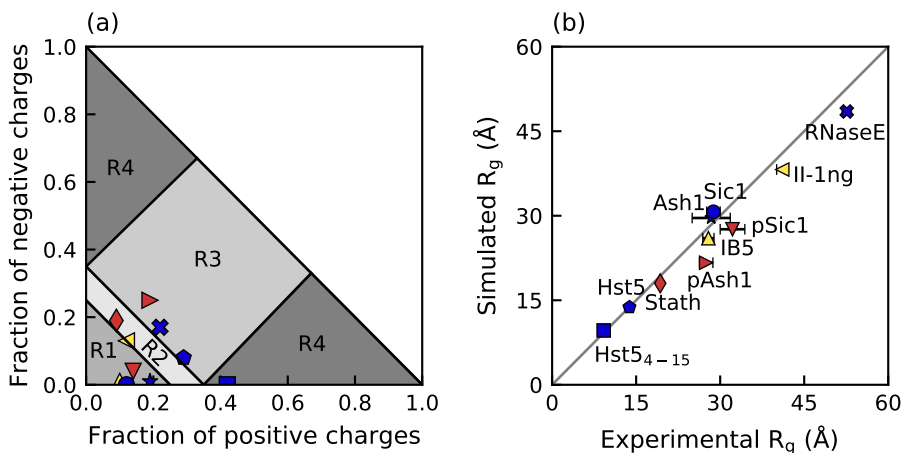 (a)
Fraction of negative charges
1.0
0.8
0.6
0.4
0.2
0.0
R4
R3
R1
R2
R4
0.0 0.2 0.4 0.6 0.8 1.0
Fraction of positive charges
(b)
Simulated Rg (Å)
60
45
30
15
0
RNaseE
II-1ng
Sic1
Ash1
pSic1
IB5
pAsh1
Hst5
Stath
Hst5₄₋₁₅
0 15 30 45 60
Experimental Rg (Å)